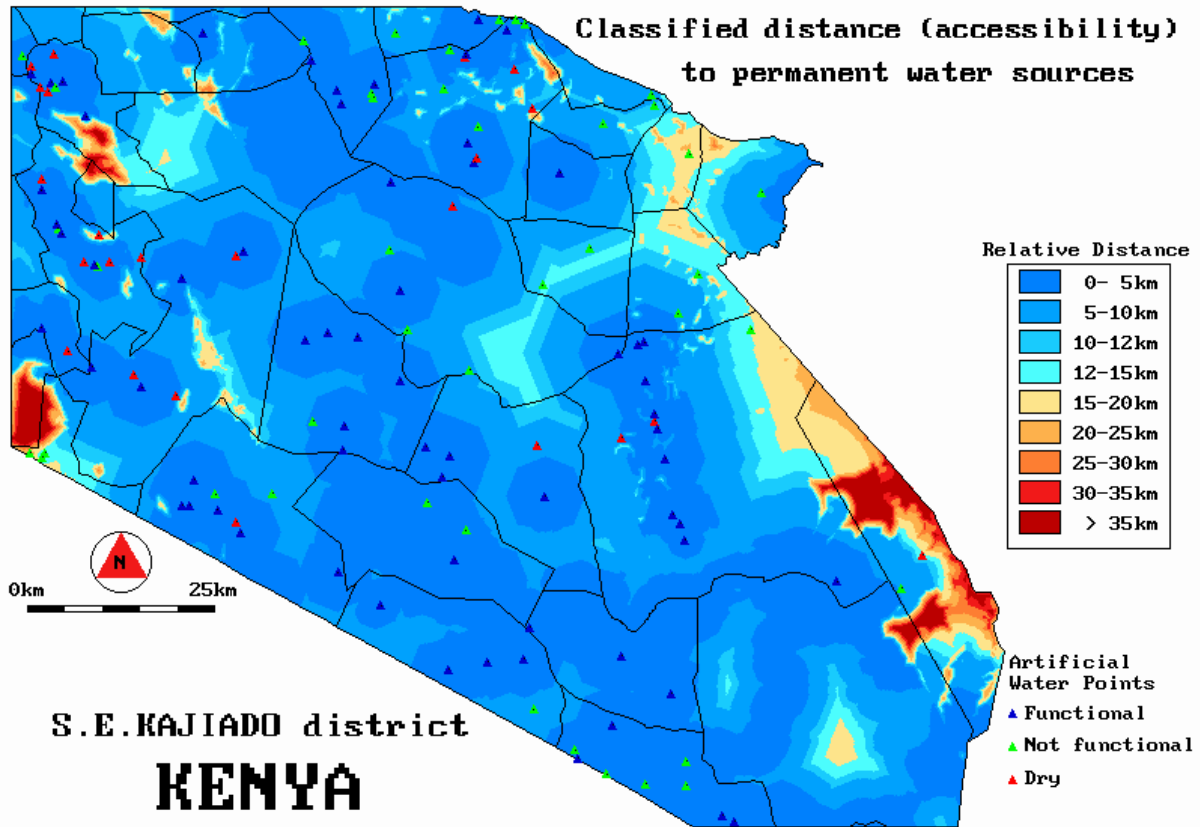 Classified distance (accessibility)
to permanent water sources
Relative Distance
0- 5km
5-10km
10-12km
12-15km
15-20km
20-25km
25-30km
30-35km
> 35km
N
0km 25km
Artificial
Water Points
Functional
Not functional
Dry
S.E.KAJIADO district
KENYA